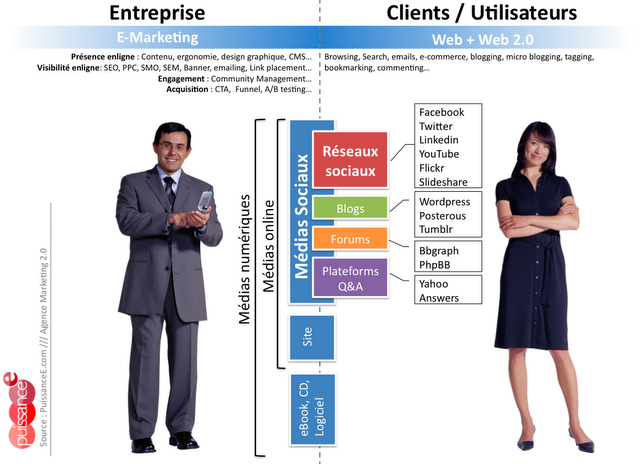 Entreprise
Clients / Utilisateurs
E-Marketing
Web + Web 2.0
Présence enligne : Contenu, ergonomie, design graphique, CMS...
Visibilité enligne: SEO, PPC, SMO, SEM, Banner, emailing, Link placement...
Engagement : Community Management...
Acquisition : CTA, Funnel, A/B testing...
Browsing, Search, emails, e-commerce, blogging, micro blogging, tagging,
bookmarking, commenting...
Médias numériques
Médias online
Médias Sociaux
Réseaux
sociaux
Facebook
Twitter
Linkedin
YouTube
Flickr
Slideshare
Blogs
Wordpress
Posterous
Tumblr
Forums
Bbgraph
PhpBB
Plateforms
Q&A
Yahoo
Answers
Site
eBook, CD,
Logiciel
Source : PuissanceE.com /// Agence Marketing 2.0
puissance
e